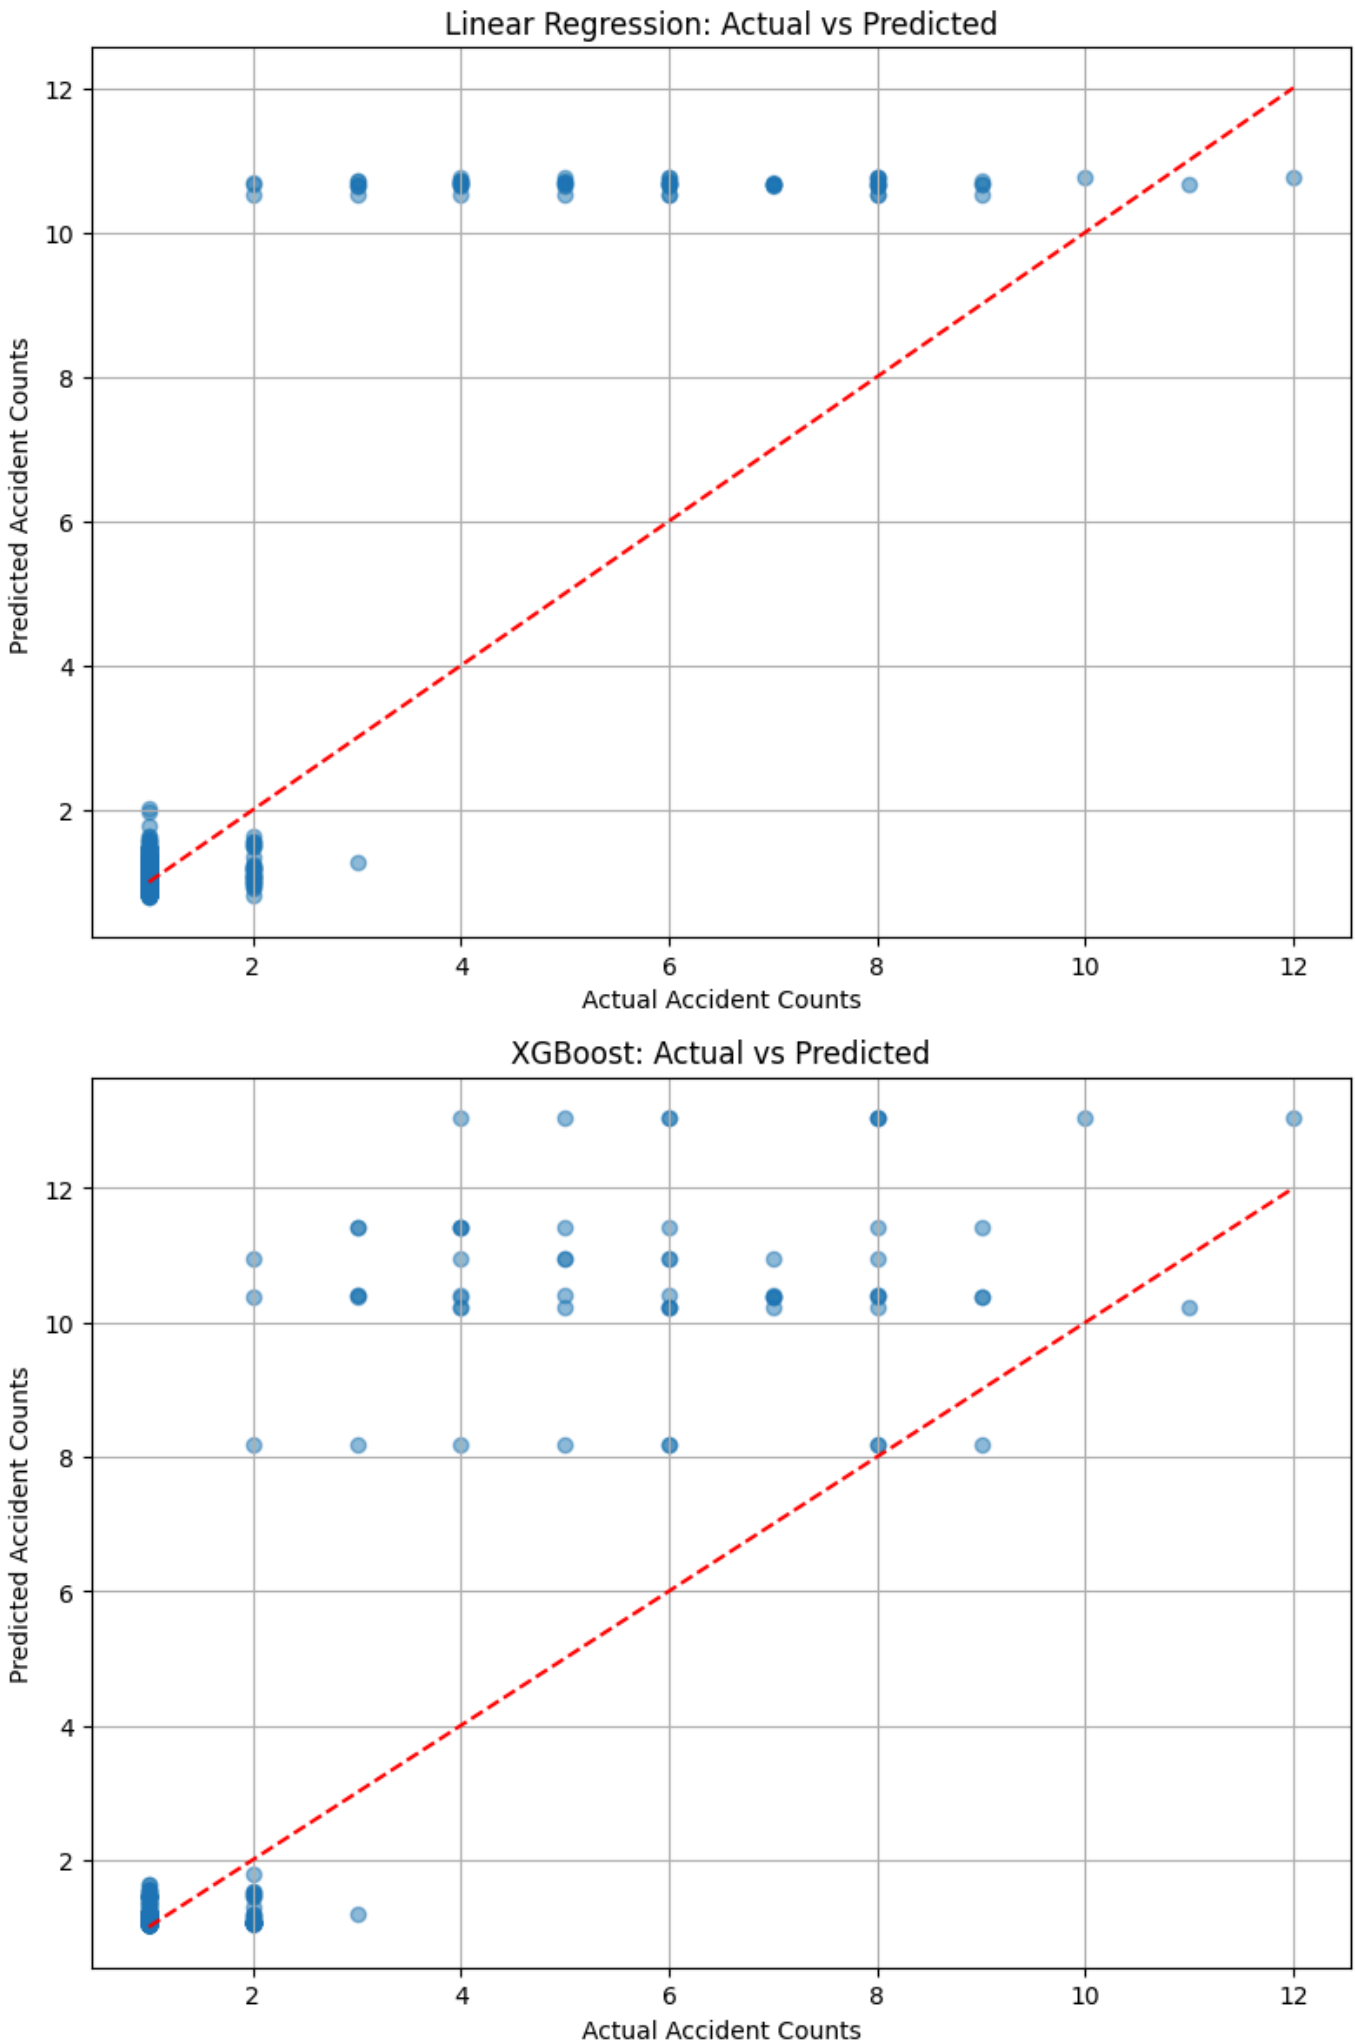 Linear Regression: Actual vs Predicted
12
10
8
6
4
2
Predicted Accident Counts
2 4 6 8 10 12
Actual Accident Counts
XGBoost: Actual vs Predicted
12
10
8
6
4
2
Predicted Accident Counts
2 4 6 8 10 12
Actual Accident Counts